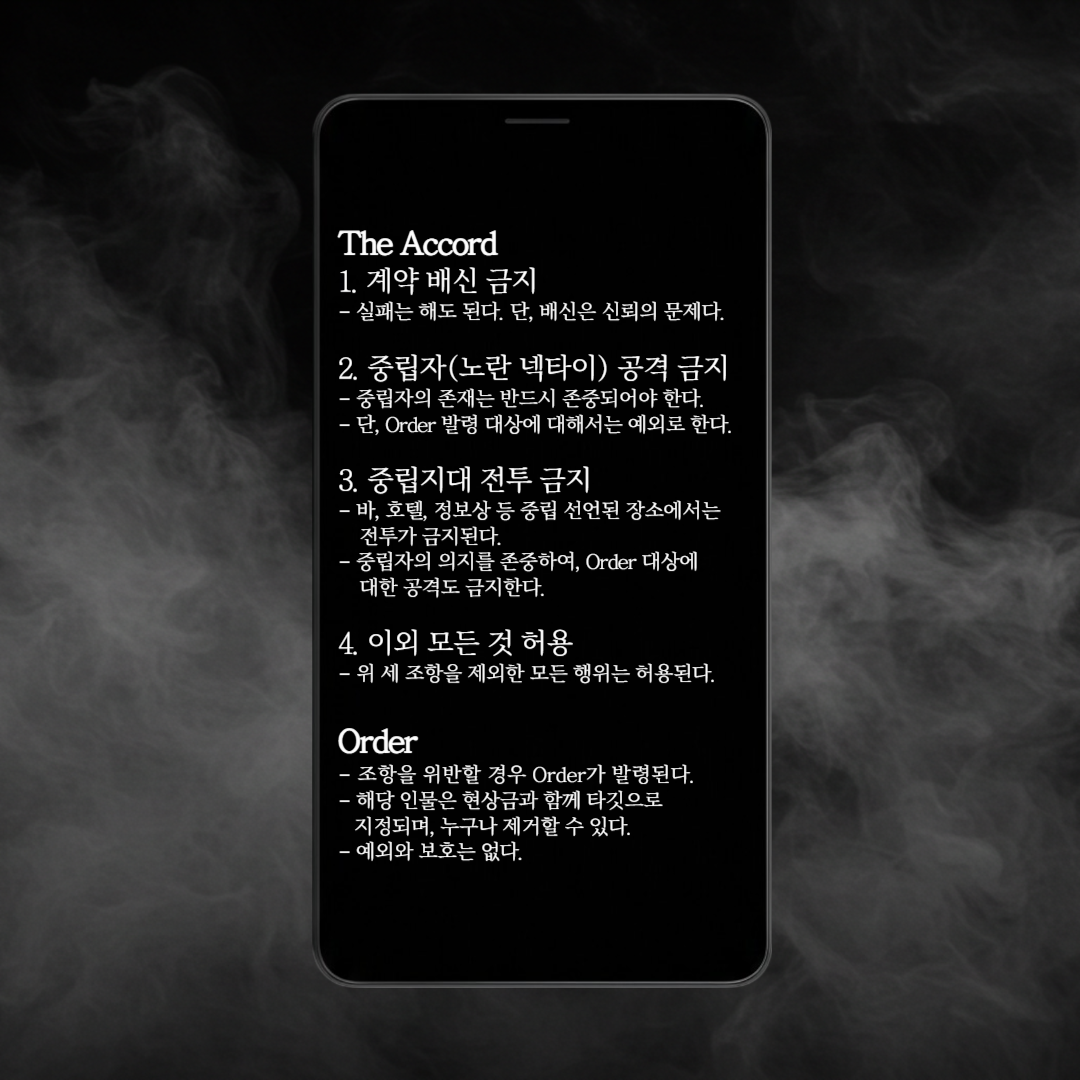 The Accord
1. 계약 배신 금지
- 실패는 해도 된다. 단, 배신은 신뢰의 문제다.
2. 중립자(노란 넥타이) 공격 금지
- 중립자의 존재는 반드시 존중되어야 한다.
- 단, Order 발령 대상에 대해서는 예외로 한다.
3. 중립지대 전투 금지
- 바, 호텔, 정보상 등 중립 선언된 장소에서는
전투가 금지된다.
- 중립자의 의지를 존중하여, Order 대상에
대한 공격도 금지한다.
4. 이외 모든 것 허용
- 위 세 조항을 제외한 모든 행위는 허용된다.
Order
- 조항을 위반할 경우 Order가 발령된다.
- 해당 인물은 현상금과 함께 타깃으로
지정되며, 누구나 제거할 수 있다.
- 예외와 보호는 없다.